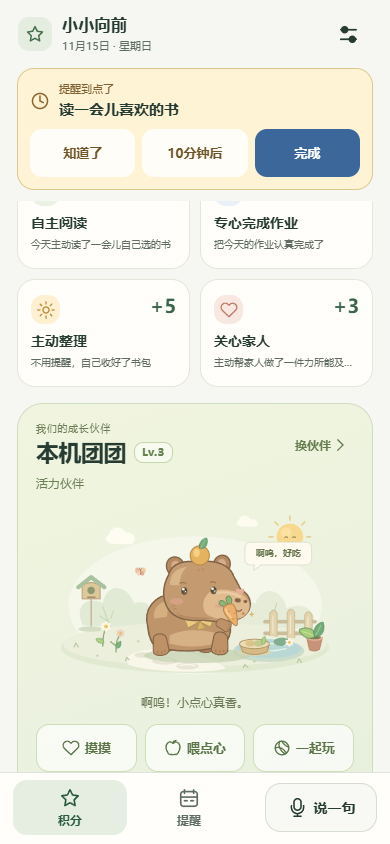 小小向前
11月15日 · 星期日
提醒到点了
读一会儿喜欢的书
知道了
10分钟后
完成
自主阅读
今天主动读了一会儿自己选的书
专心完成作业
把今天的作业认真完成了
+5
主动整理
不用提醒，自己收好了书包
+3
关心家人
主动帮家人做了一件力所能及...
我们的成长伙伴
本机团团
Lv.3
换伙伴
活力伙伴
啊呜，好吃
啊呜！小点心真香。
摸摸
喂点心
一起玩
积分
提醒
说一句